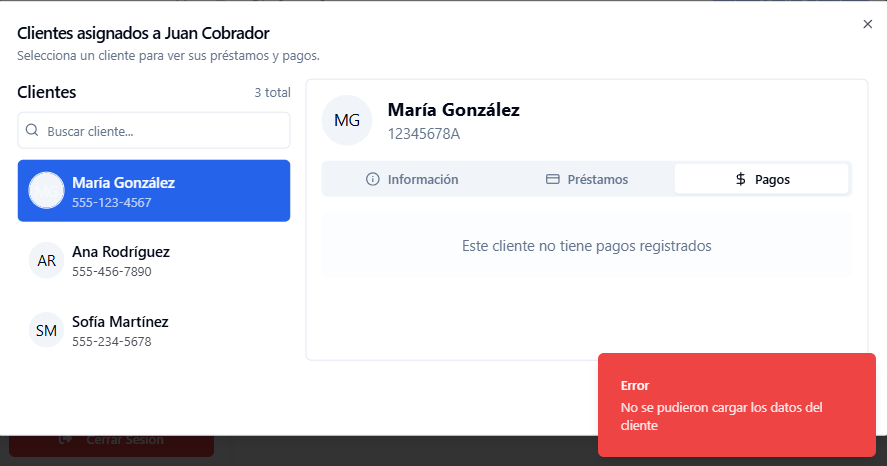 Clientes asignados a Juan Cobrador
Selecciona un cliente para ver sus préstamos y pagos.
Clientes
3 total
Buscar cliente...
María González
555-123-4567
AR
Ana Rodríguez
555-456-7890
SM
Sofía Martínez
555-234-5678
MG
María González
12345678A
Información
Préstamos
Pagos
Este cliente no tiene pagos registrados
Error
No se pudieron cargar los datos del
cliente
Cerrar Sesión